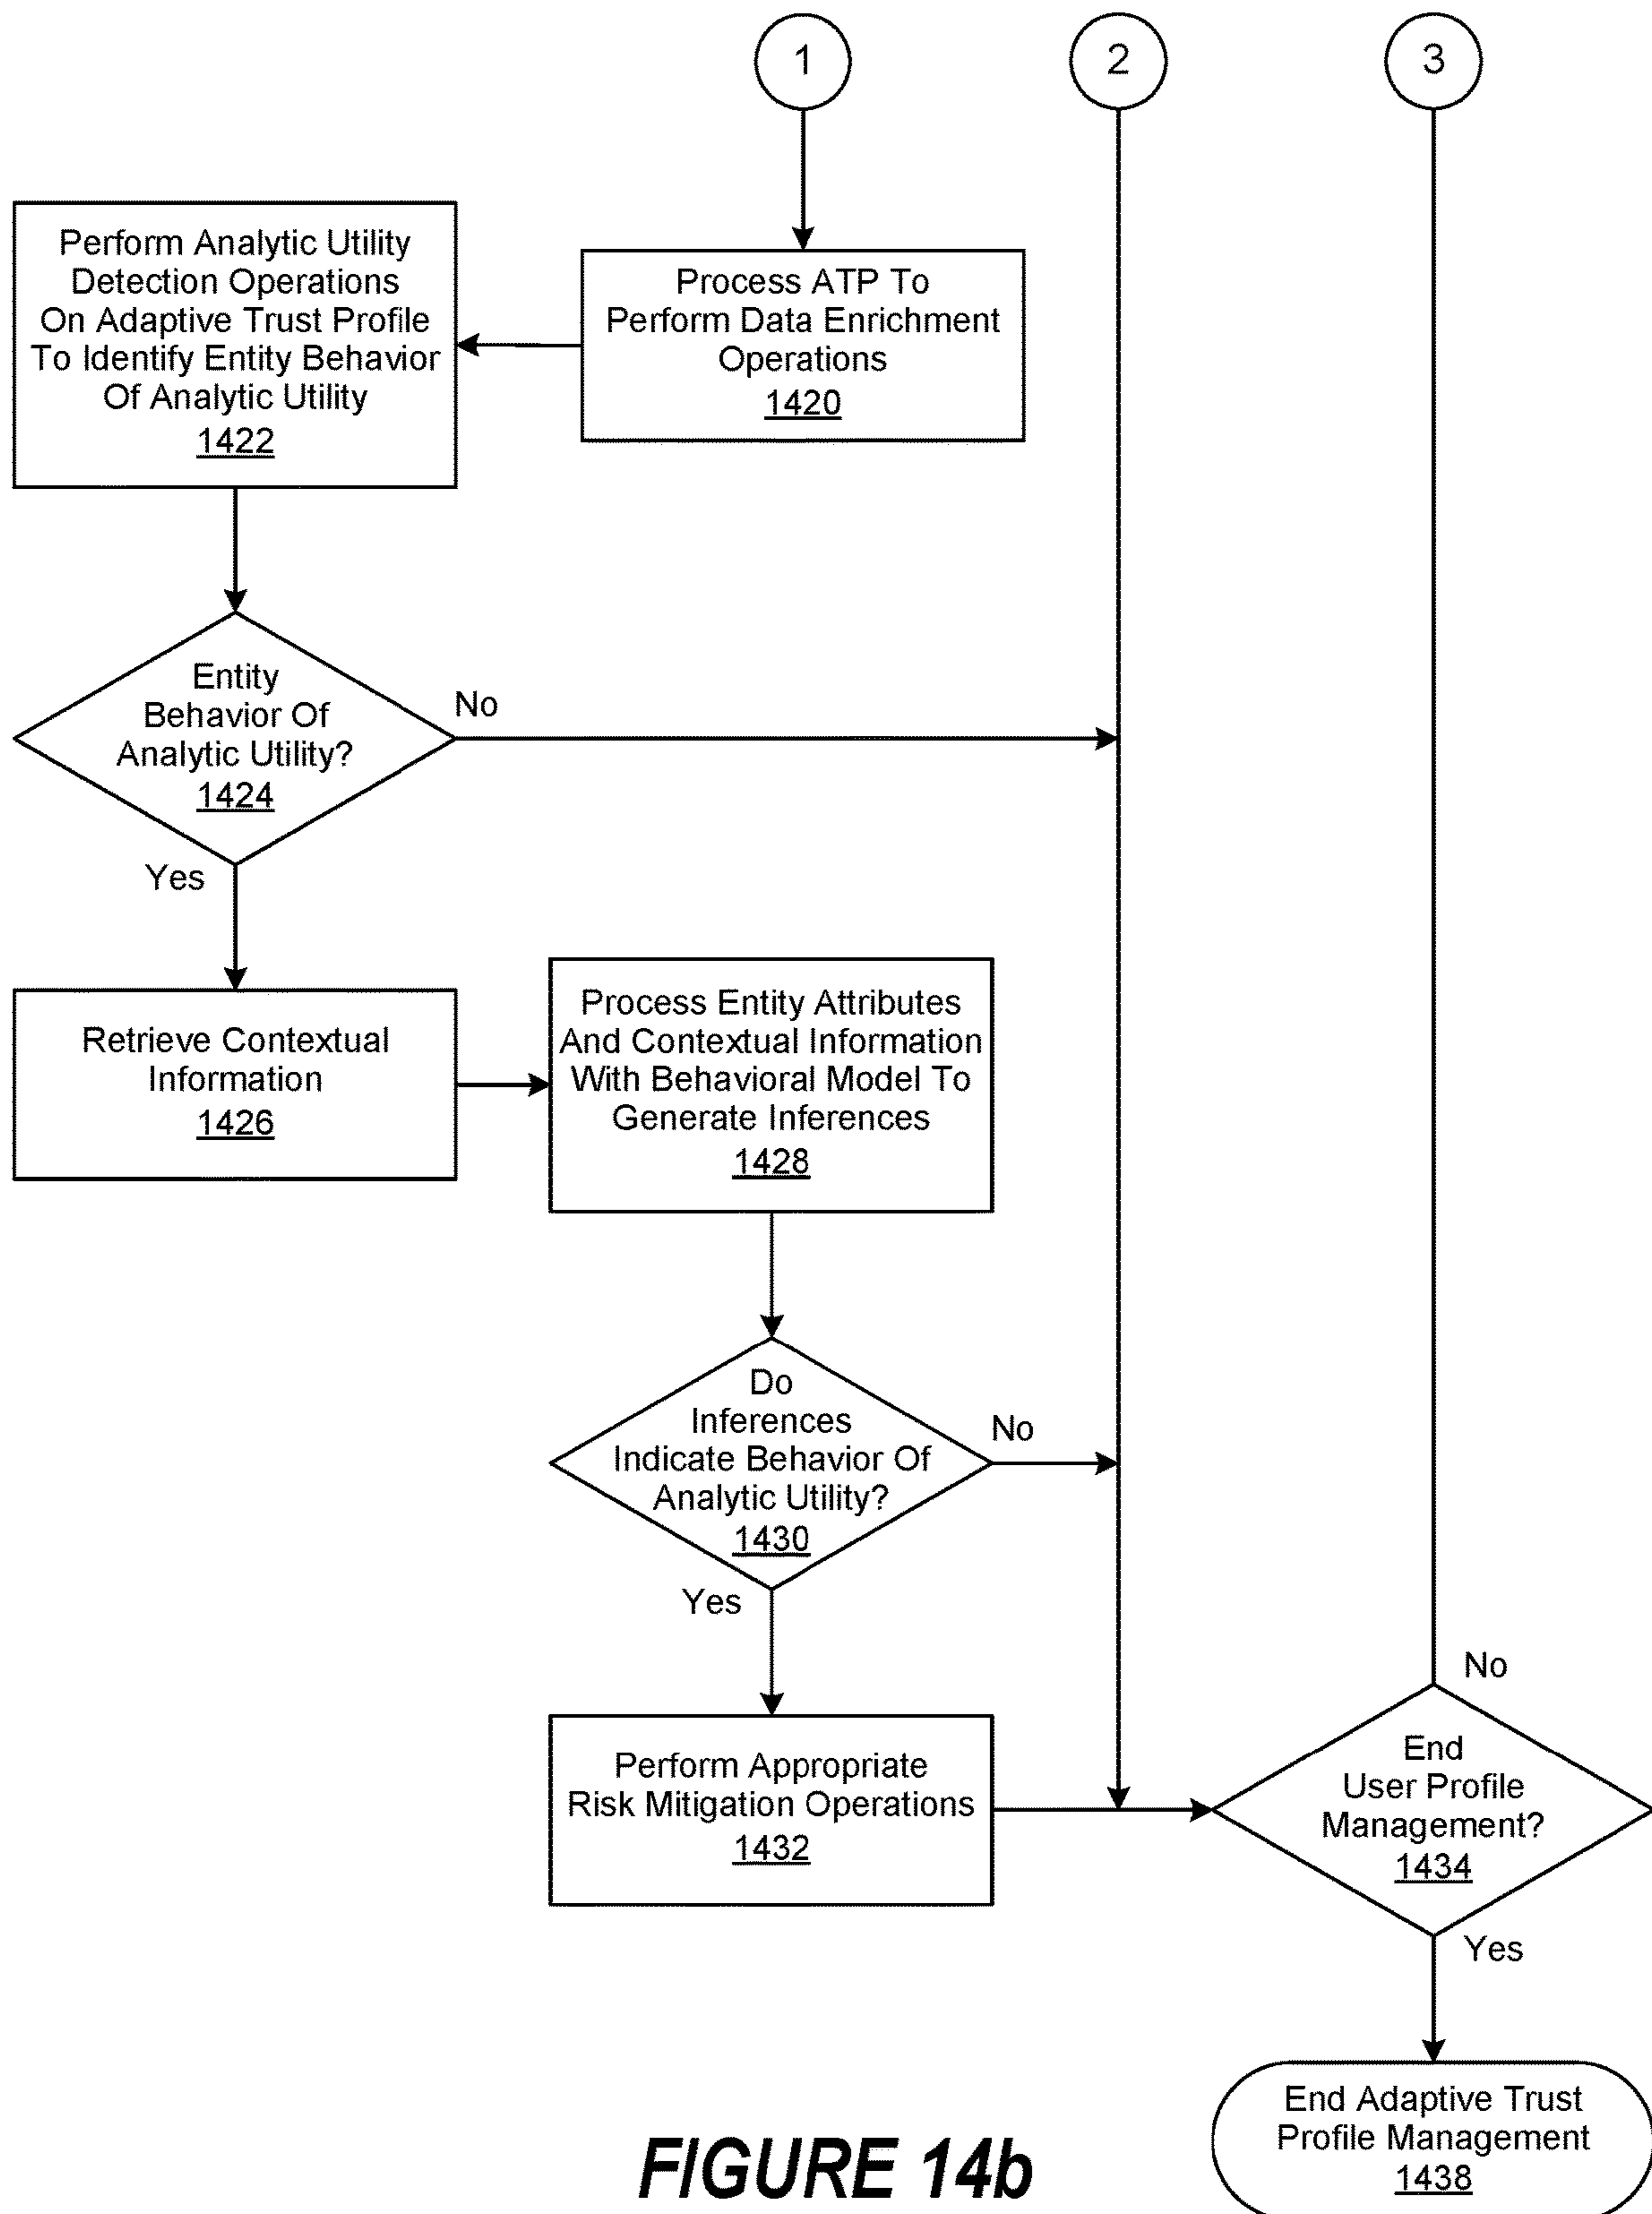 1
2
3
Perform Analytic Utility
Detection Operations
On Adaptive Trust Profile
To Identify Entity Behavior
Of Analytic Utility
1422
Process ATP To
Perform Data Enrichment
Operations
1420
Entity
Behavior Of
Analytic Utility?
1424
No
Yes
Retrieve Contextual
Information
1426
Process Entity Attributes
And Contextual Information
With Behavioral Model To
Generate Inferences
1428
Do
Inferences
Indicate Behavior Of
Analytic Utility?
1430
No
Yes
Perform Appropriate
Risk Mitigation Operations
1432
No
End
User Profile
Management?
1434
Yes
End Adaptive Trust
Profile Management
1438
FIGURE 14b